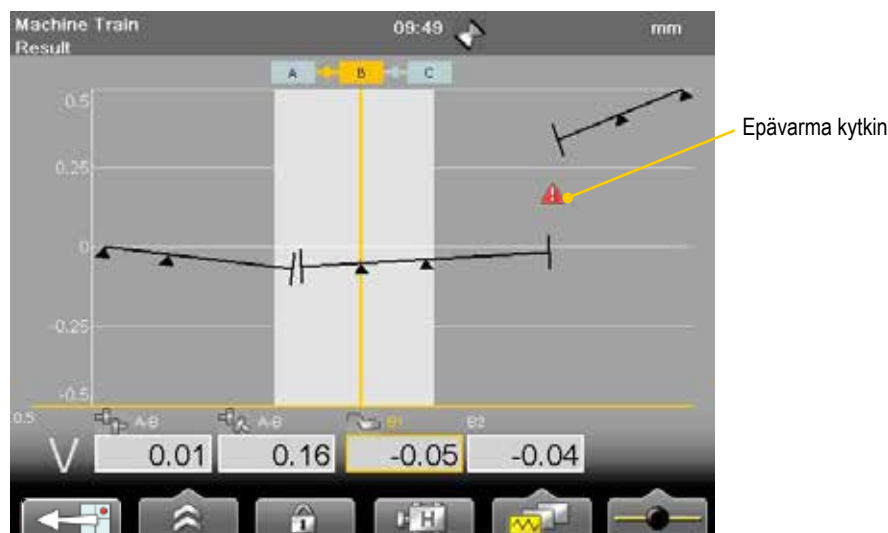 Machine Train 09:49 mm
Result
A B C
0.5
0.25
0
-0.25
-0.5
Epävarma kytkin
0.5 A-B A-B B1 B2
V 0.01 0.16 -0.05 -0.04
1 H